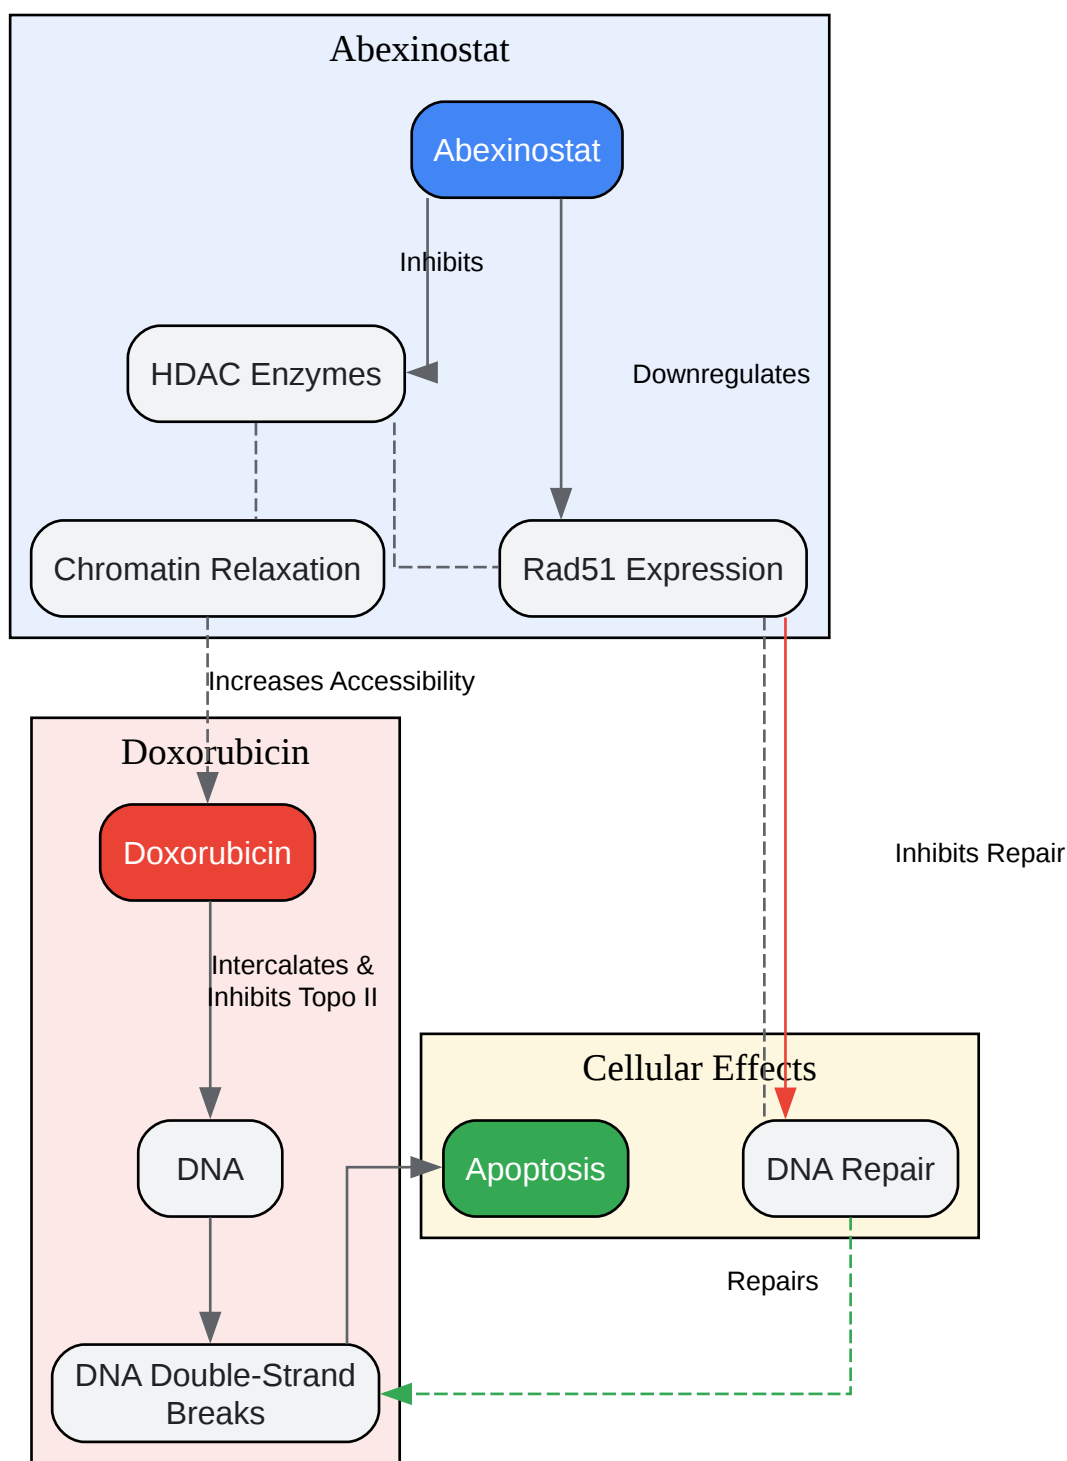 Abexinostat
Abexinostat
Inhibits
HDAC Enzymes
Downregulates
Chromatin Relaxation
Rad51 Expression
Increases Accessibility
Doxorubicin
Doxorubicin
Inhibits Repair
Intercalates &
Inhibits Topo II
Cellular Effects
DNA
Apoptosis
DNA Repair
Repairs
DNA Double-Strand
Breaks